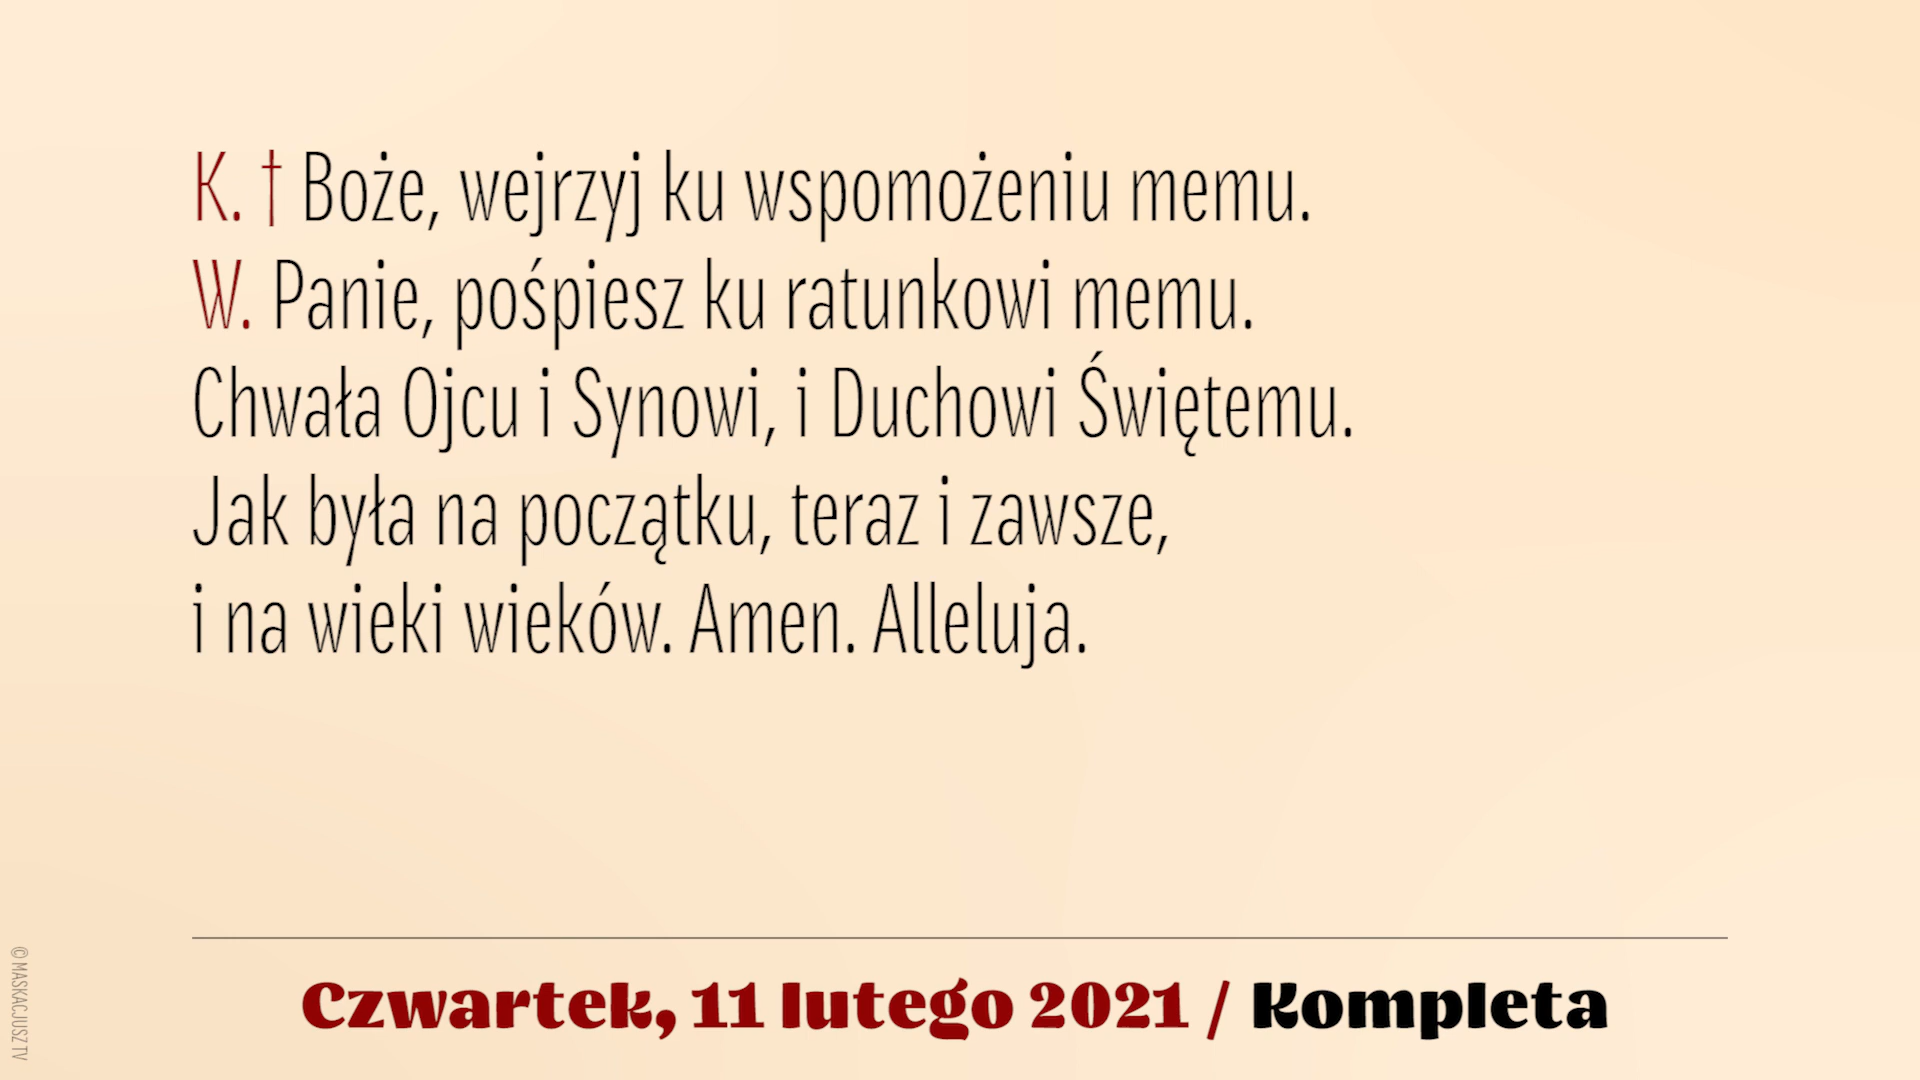 K. † Boże, wejrzyj ku wspomożeniu memu.
W. Panie, pośpiesz ku ratunkowi memu.
Chwała Ojcu i Synowi, i Duchowi Świętemu.
Jak była na początku, teraz i zawsze,
i na wieki wieków. Amen. Alleluja.
Czwartek, 11 lutego 2021 / Kompleta
© MASKACJUSZ TV